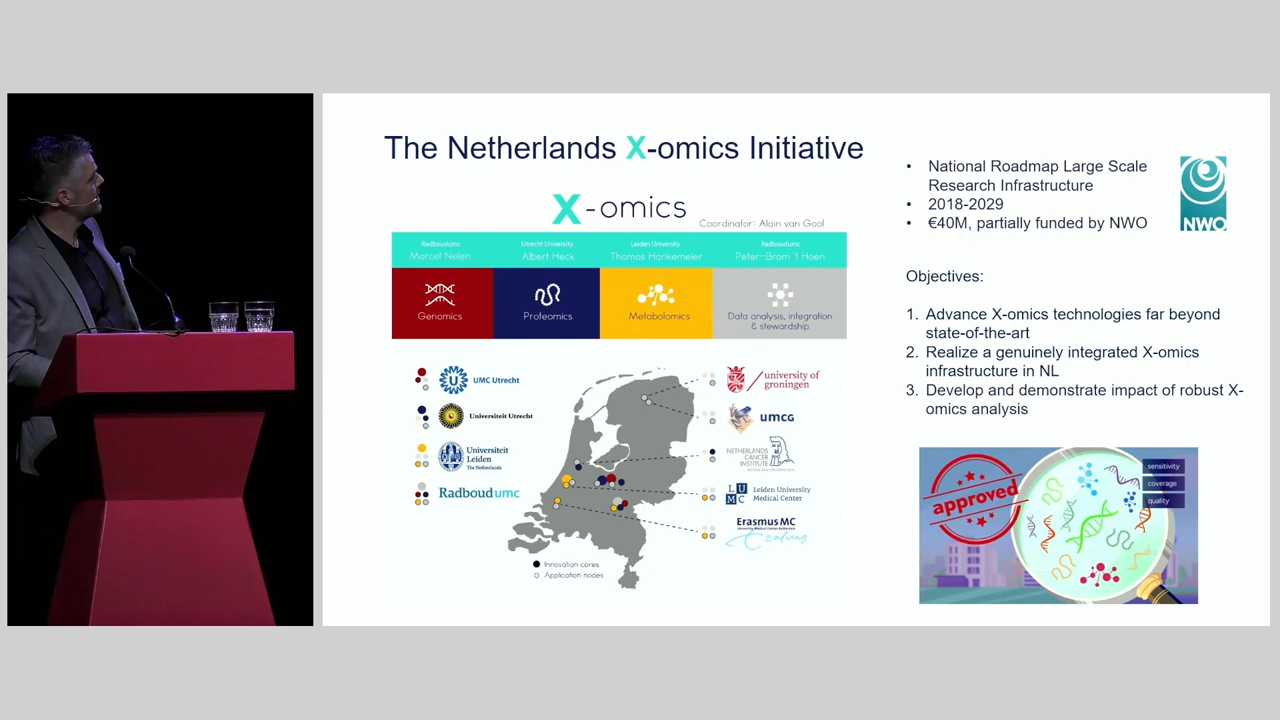 The Netherlands X-omics Initiative
X-omics
Coordinator: Alain van Gool
Radboudumc
Marcel Nelen
Utrecht University
Albert Heck
Leiden University
Thomas Hankemeier
Radboudumc
Peter-Bram 't Hoen
Genomics
Proteomics
Metabolomics
Data analysis, integration
& stewardship
UMC Utrecht
Universiteit Utrecht
Universiteit
Leiden
The Netherlands
Radboudumc
university of
groningen
umcg
NETHERLANDS
CANCER
INSTITUTE
LU
MC
Leiden University
Medical Center
Erasmus MC
Erasmus
Innovation cores
Application nodes
• National Roadmap Large Scale
Research Infrastructure
• 2018-2029
• €40M, partially funded by NWO
NWO
Objectives:
1. Advance X-omics technologies far beyond
state-of-the-art
2. Realize a genuinely integrated X-omics
infrastructure in NL
3. Develop and demonstrate impact of robust X-
omics analysis
approved
sensitivity
coverage
quality